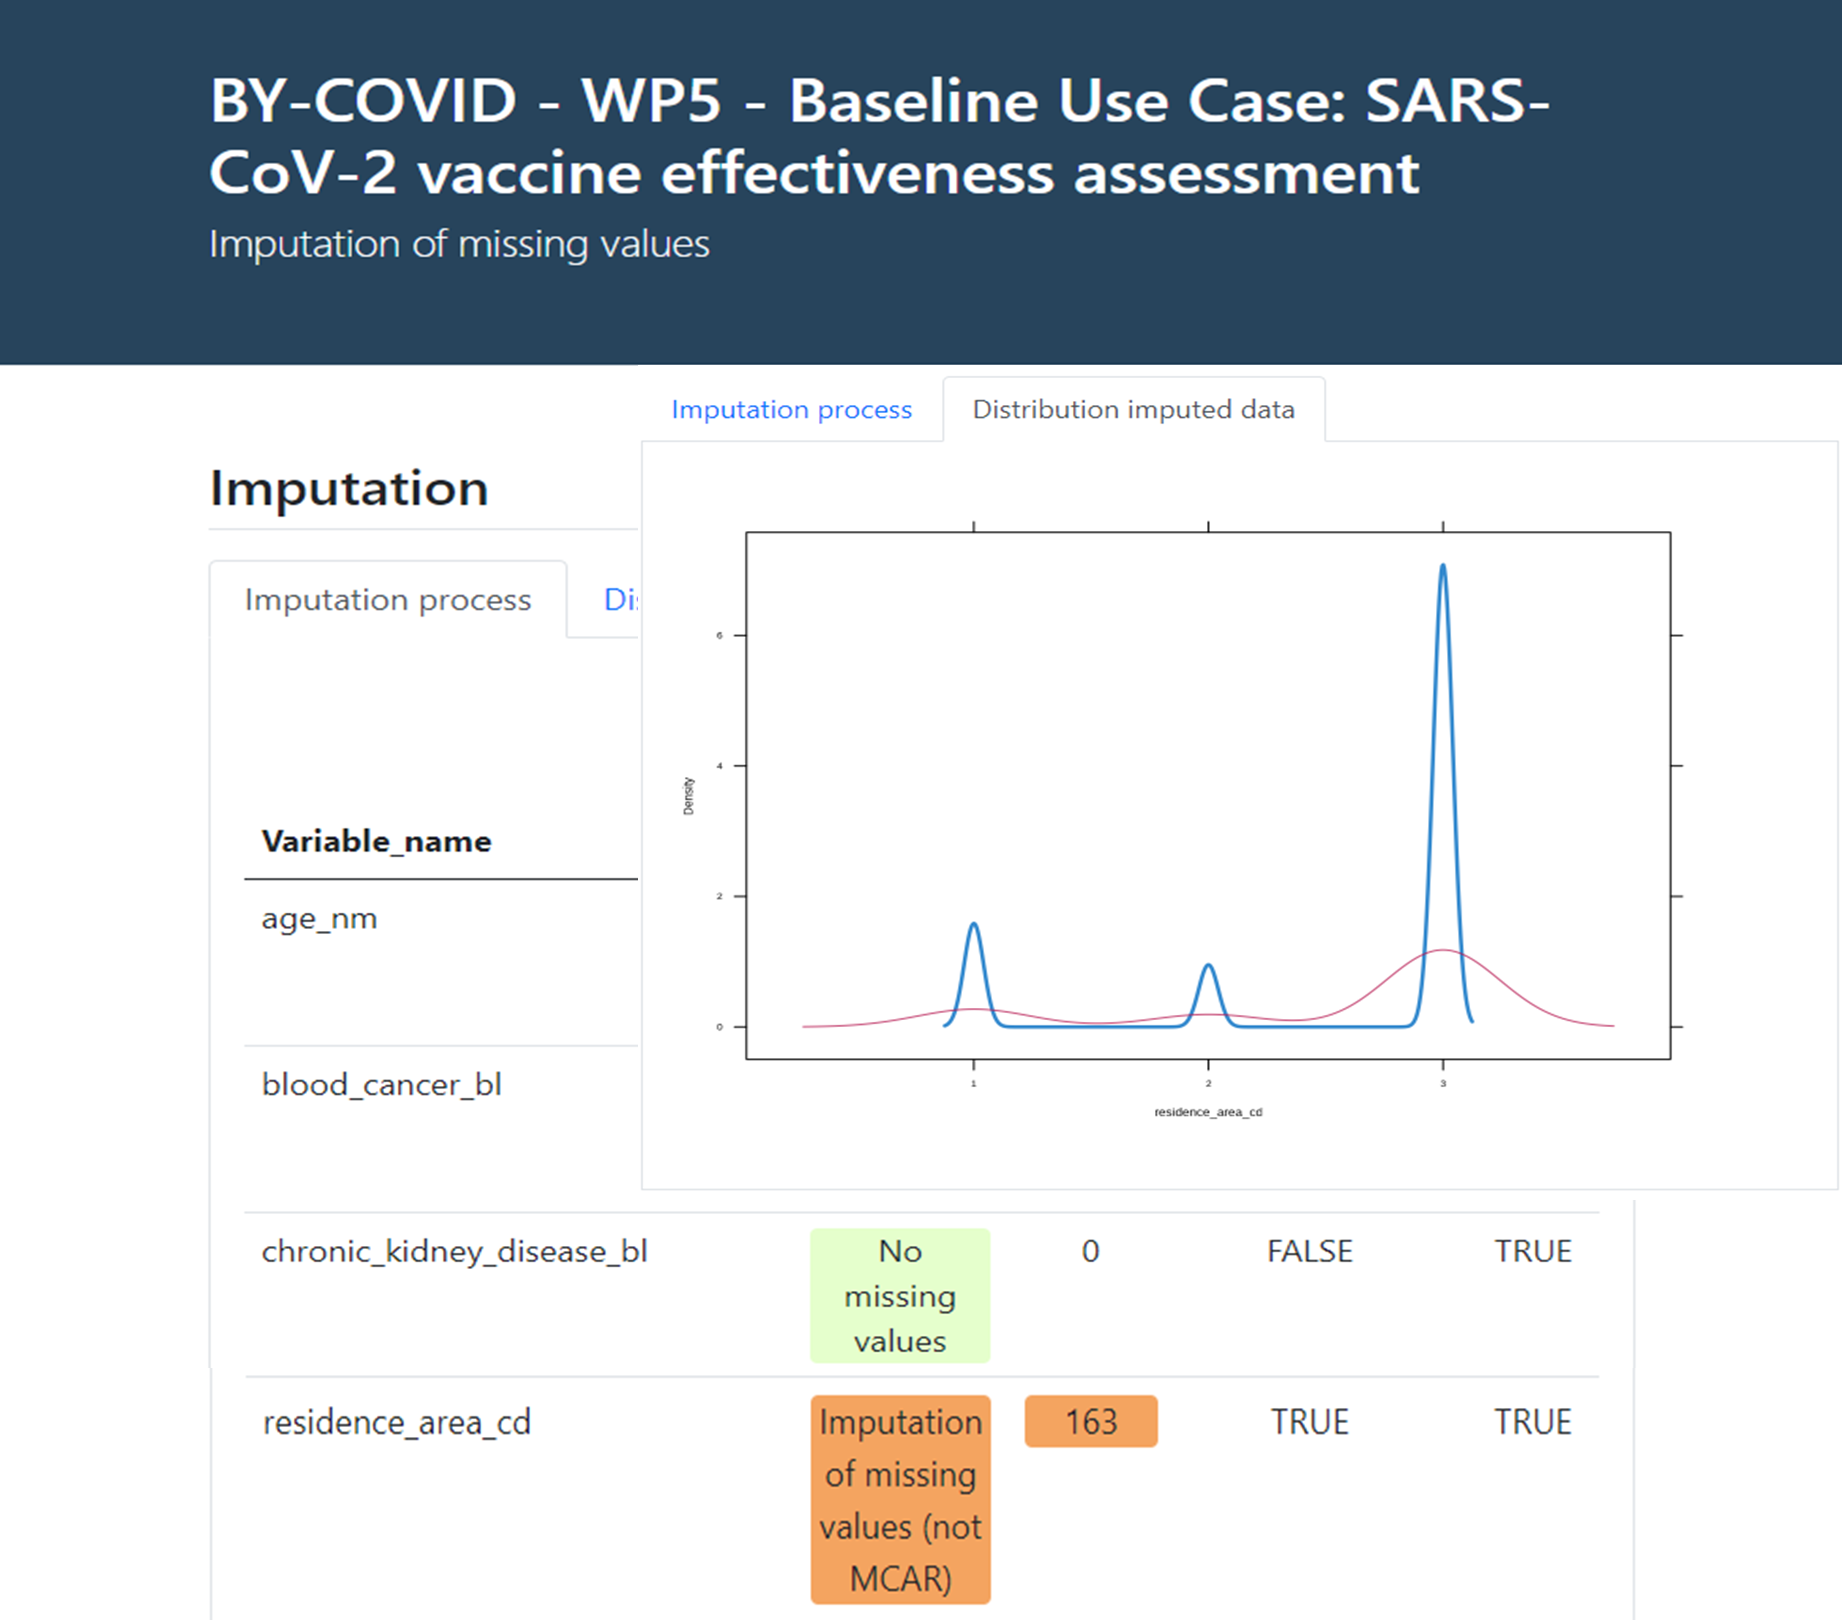 BY-COVID - WP5 - Baseline Use Case: SARS-
CoV-2 vaccine effectiveness assessment
Imputation of missing values
Imputation process
Distribution imputed data
Imputation
Imputation process
Dis
6
4
2
0
Density
1
2
3
residence_area_cd
Variable_name
age_nm
blood_cancer_bl
chronic_kidney_disease_bl
No
missing
values
0
FALSE
TRUE
residence_area_cd
Imputation
of missing
values (not
MCAR)
163
TRUE
TRUE